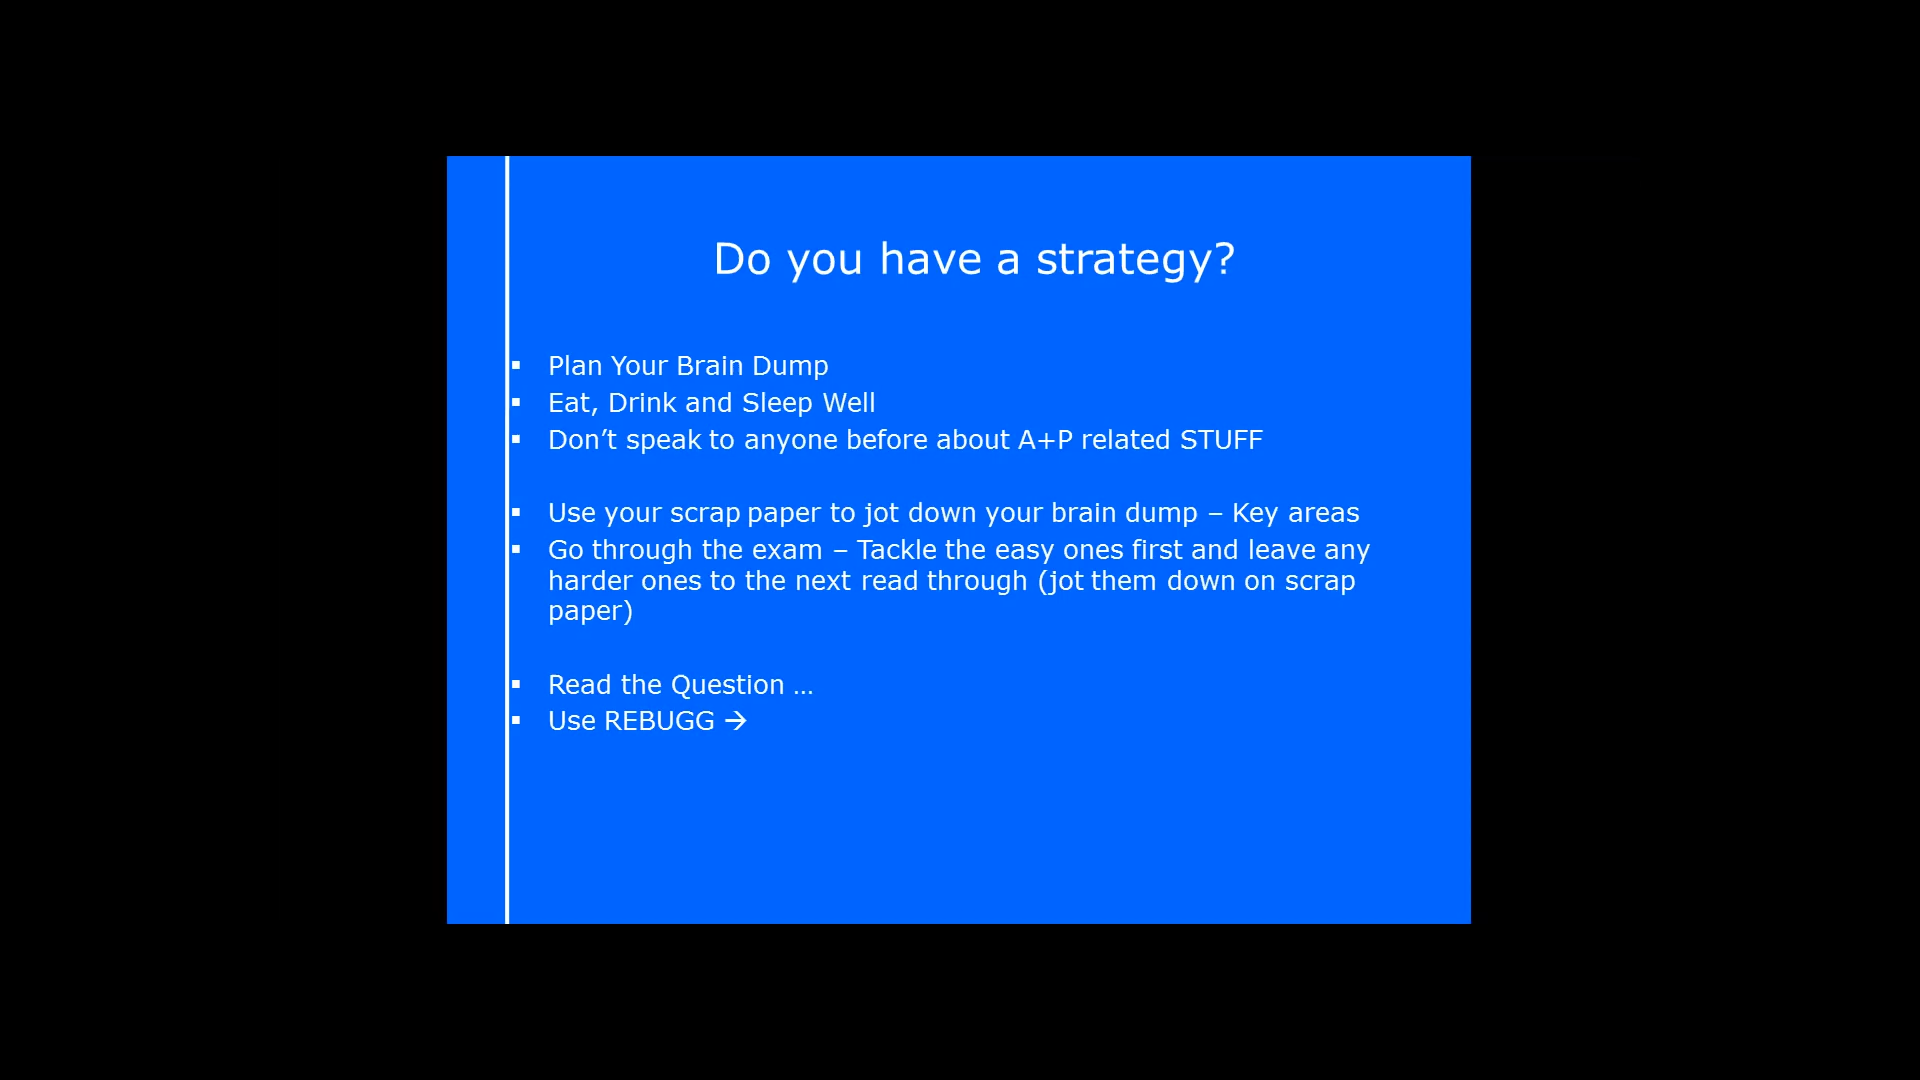 Do you have a strategy?
▪ Plan Your Brain Dump
▪ Eat, Drink and Sleep Well
▪ Don’t speak to anyone before about A+P related STUFF
▪ Use your scrap paper to jot down your brain dump – Key areas
▪ Go through the exam – Tackle the easy ones first and leave any
harder ones to the next read through (jot them down on scrap
paper)
▪ Read the Question …
▪ Use REBUGG →